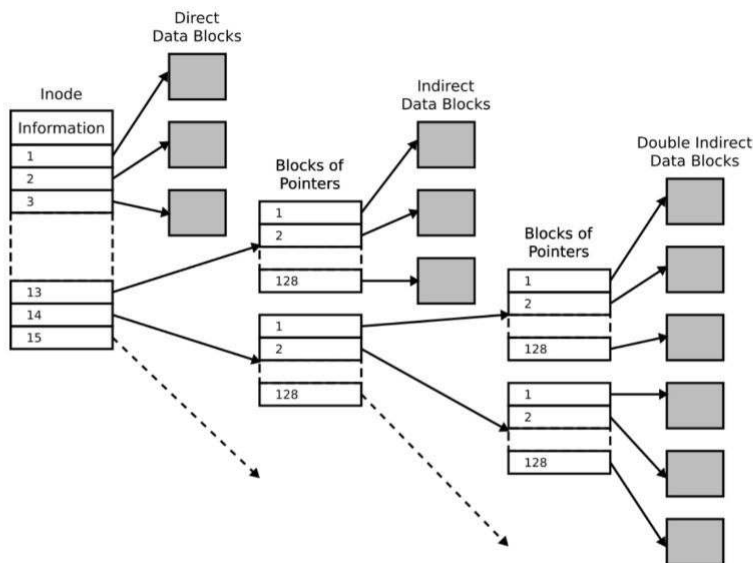 Direct
Data Blocks
Inode
Information
1
2
3
13
14
15
Blocks of
Pointers
1
2
128
1
2
128
Indirect
Data Blocks
Blocks of
Pointers
1
2
128
1
2
128
Double Indirect
Data Blocks